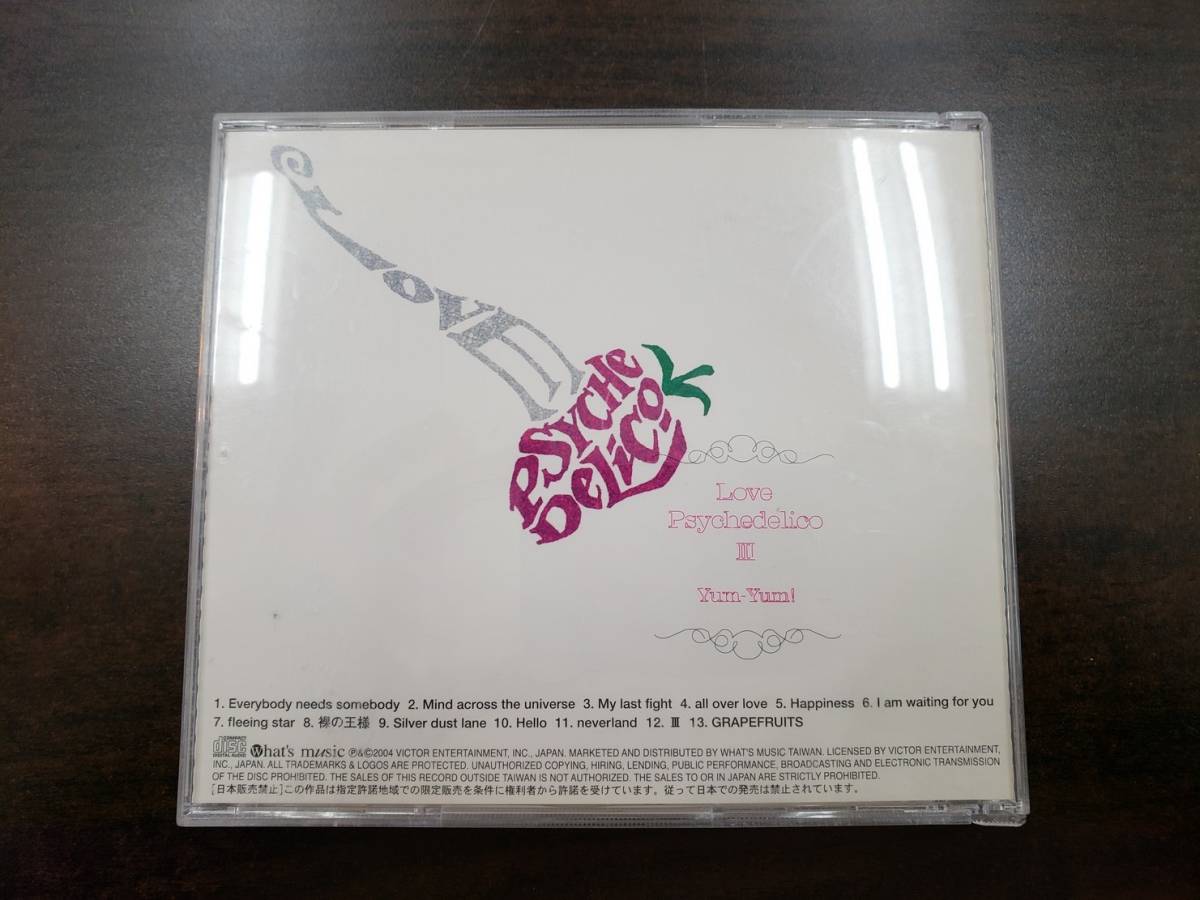 LOVE
PSYCHE
DELICO
Love
Psychedelico
III
Yum-Yum!
1. Everybody needs somebody 2. Mind across the universe 3. My last fight 4. all over love 5. Happiness 6. I am waiting for you
7. fleeing star 8. 裸の王様 9. Silver dust lane 10. Hello 11. neverland 12. Ⅲ 13. GRAPEFRUITS
COMPACT disc DIGITAL AUDIO What's music ℗&©2004 VICTOR ENTERTAINMENT, INC., JAPAN. MARKETED AND DISTRIBUTED BY WHAT'S MUSIC TAIWAN. LICENSED BY VICTOR ENTERTAINMENT,
INC., JAPAN. ALL TRADEMARKS & LOGOS ARE PROTECTED. UNAUTHORIZED COPYING, HIRING, LENDING, PUBLIC PERFORMANCE, BROADCASTING AND ELECTRONIC TRANSMISSION
OF THE DISC PROHIBITED. THE SALES OF THIS RECORD OUTSIDE TAIWAN IS NOT AUTHORIZED. THE SALES TO OR IN JAPAN ARE STRICTLY PROHIBITED.
[日本販売禁止]この作品は指定許諾地域での限定販売を条件に権利者から許諾を受けています。従って日本での発売は禁止されています。